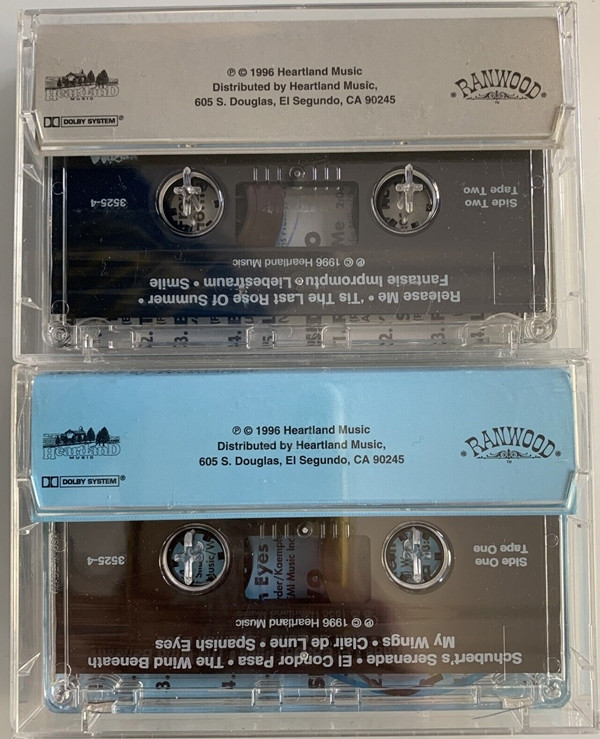 ℗ © 1996 Heartland Music
Distributed by Heartland Music,
605 S. Douglas, El Segundo, CA 90245
HeartlanD
MUSIC
DOLBY SYSTEM®
• RANWOOD •
TM
Side Two
Tape Two
3525-4
℗ © 1996 Heartland Music
Release Me • 'Tis The Last Rose Of Summer •
Fantasie Impromptu • Liebestraum • Smile
℗ © 1996 Heartland Music
Distributed by Heartland Music,
605 S. Douglas, El Segundo, CA 90245
HeartlanD
MUSIC
DOLBY SYSTEM®
• RANWOOD •
TM
Side One
Tape One
3525-4
℗ © 1996 Heartland Music
Schubert's Serenade • El Condor Pasa • The Wind Beneath
My Wings • Clair de Lune • Spanish Eyes